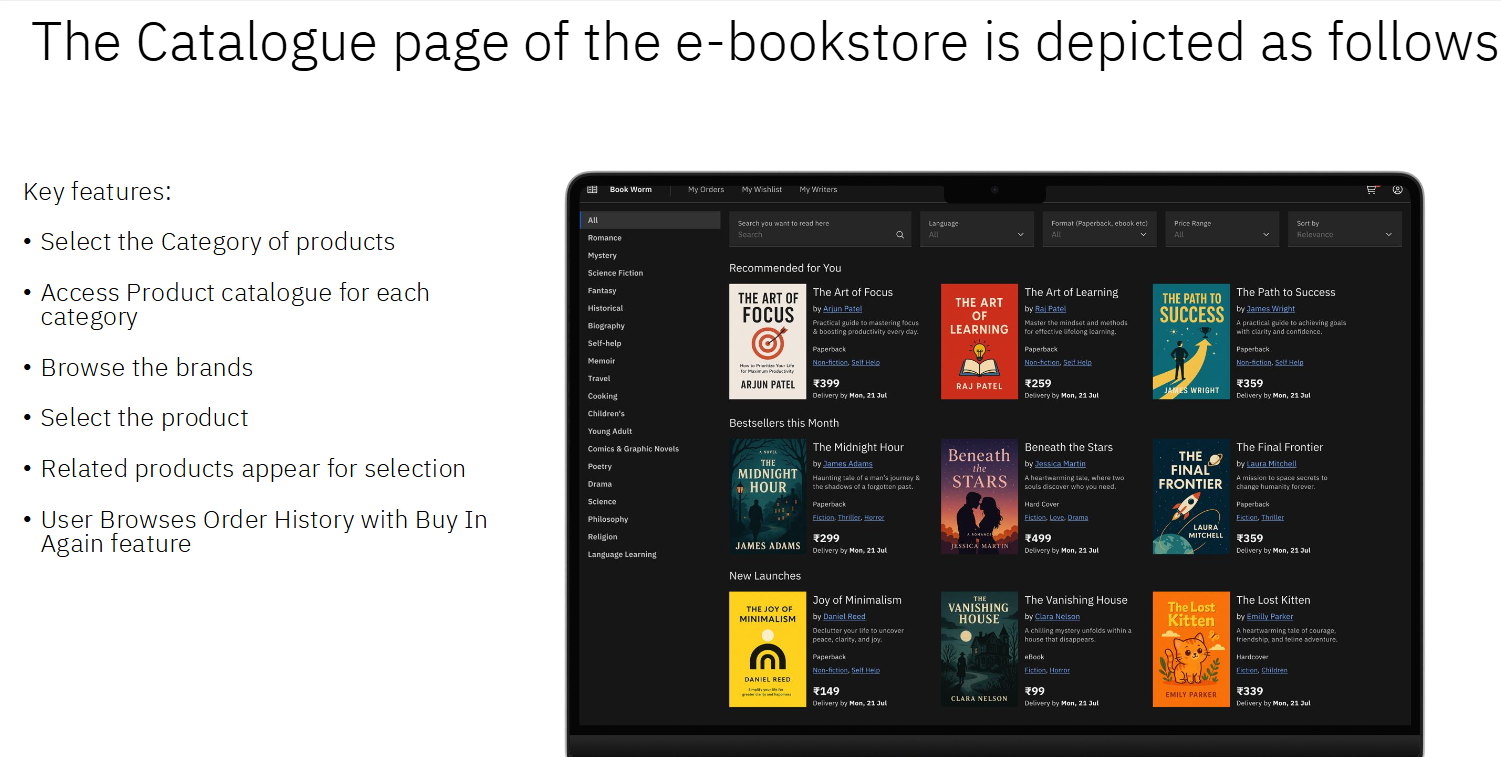 The Catalogue page of the e-bookstore is depicted as follows
Key features:
• Select the Category of products
• Access Product catalogue for each
category
• Browse the brands
• Select the product
• Related products appear for selection
• User Browses Order History with Buy In
Again feature
Book Worm
My Orders
My Wishlist
My Writers
All
Romance
Mystery
Science Fiction
Fantasy
Historical
Biography
Self-help
Memoir
Travel
Cooking
Children's
Young Adult
Comics & Graphic Novels
Poetry
Drama
Science
Philosophy
Religion
Language Learning
Search you want to read here
Search
Language
All
Format (Paperback, ebook etc)
All
Price Range
All
Sort by
Relevance
Recommended for You
THE ART OF
FOCUS
How to Prioritize Your Life
for Maximum Productivity
ARJUN PATEL
The Art of Focus
by Arjun Patel
Practical guide to mastering focus
& boosting productivity every day.
Paperback
Non-fiction, Self Help
₹399
Delivery by Mon, 21 Jul
THE ART
OF
LEARNING
RAJ PATEL
The Art of Learning
by Raj Patel
Master the mindset and methods
for effective lifelong learning.
Paperback
Non-fiction, Self Help
₹259
Delivery by Mon, 21 Jul
THE PATH TO
SUCCESS
JAMES WRIGHT
The Path to Success
by James Wright
A practical guide to achieving goals
with clarity and confidence.
Paperback
Non-fiction, Self Help
₹359
Delivery by Mon, 21 Jul
Bestsellers this Month
A NOVEL
THE
MIDNIGHT
HOUR
JAMES ADAMS
The Midnight Hour
by James Adams
Haunting tale of a man's journey &
the shadows of a forgotten past.
Paperback
Fiction, Thriller, Horror
₹299
Delivery by Mon, 21 Jul
Beneath
the
STARS
A ROMANCE
JESSICA MARTIN
Beneath the Stars
by Jessica Martin
A heartwarming tale, where two
souls discover who you need.
Hard Cover
Fiction, Love, Drama
₹499
Delivery by Mon, 21 Jul
THE
FINAL
FRONTIER
LAURA
MITCHELL
The Final Frontier
by Laura Mitchell
A mission to space secrets to
change humanity forever.
Paperback
Fiction, Thriller
₹359
Delivery by Mon, 21 Jul
New Launches
THE JOY OF
MINIMALISM
DANIEL REED
Simplify your life for
greater clarity and happiness
Joy of Minimalism
by Daniel Reed
Declutter your life to uncover
peace, clarity, and joy.
Paperback
Non-fiction, Self Help
₹149
Delivery by Mon, 21 Jul
THE
VANISHING
HOUSE
CLARA NELSON
The Vanishing House
by Clara Nelson
A chilling mystery unfolds within a
house that disappears.
eBook
Fiction, Horror
₹99
Delivery by Mon, 21 Jul
The Lost
Kitten
EMILY PARKER
The Lost Kitten
by Emilly Parker
A heartwarming tale of courage,
friendship, and feline adventure.
Hardcover
Fiction, Children
₹339
Delivery by Mon, 21 Jul